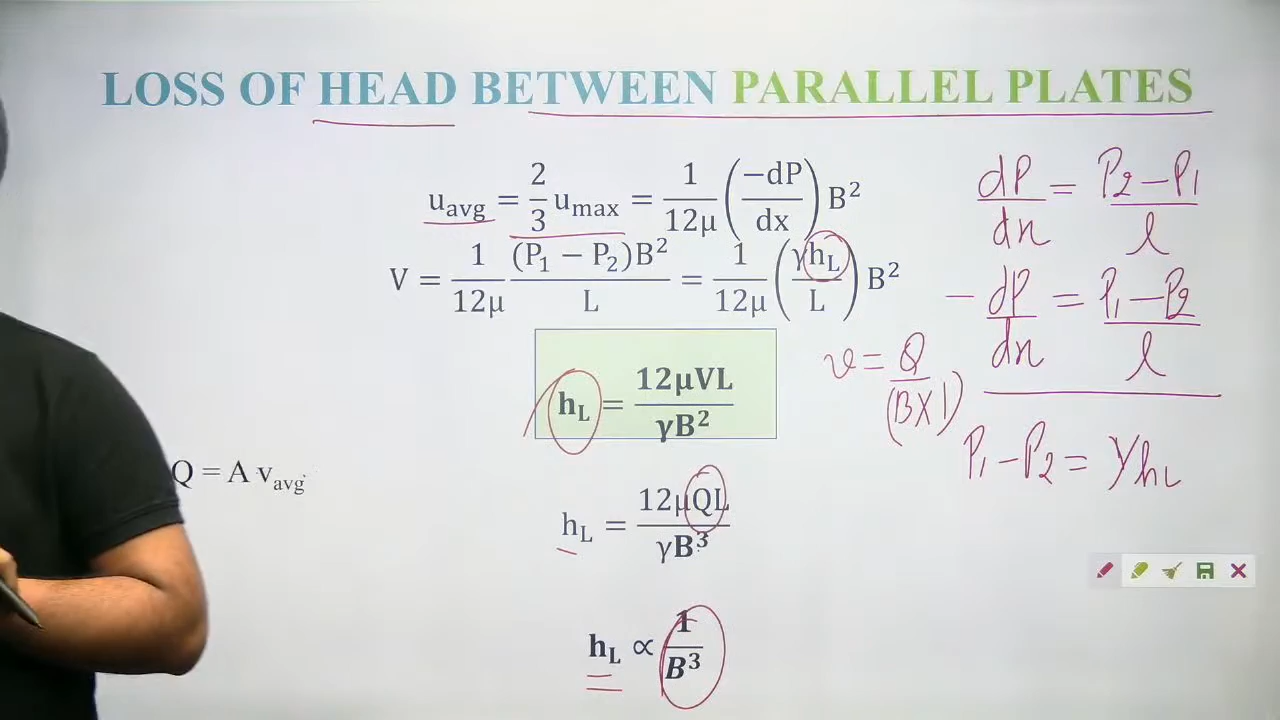 LOSS OF HEAD BETWEEN PARALLEL PLATES
u_avg = 2/3 u_max = 1/12μ (−dP/dx) B²
V = 1/12μ (P₁ − P₂)B²/L = 1/12μ (γh_L/L) B²
h_L = 12μVL/γB²
Q = A v_avg
h_L = 12μQL/γB³
h_L ∝ 1/B³
dP/dx = P₂−P₁/l
−dP/dx = P₁−P₂/l
v = Q/(B×1)
P₁−P₂ = γh_L